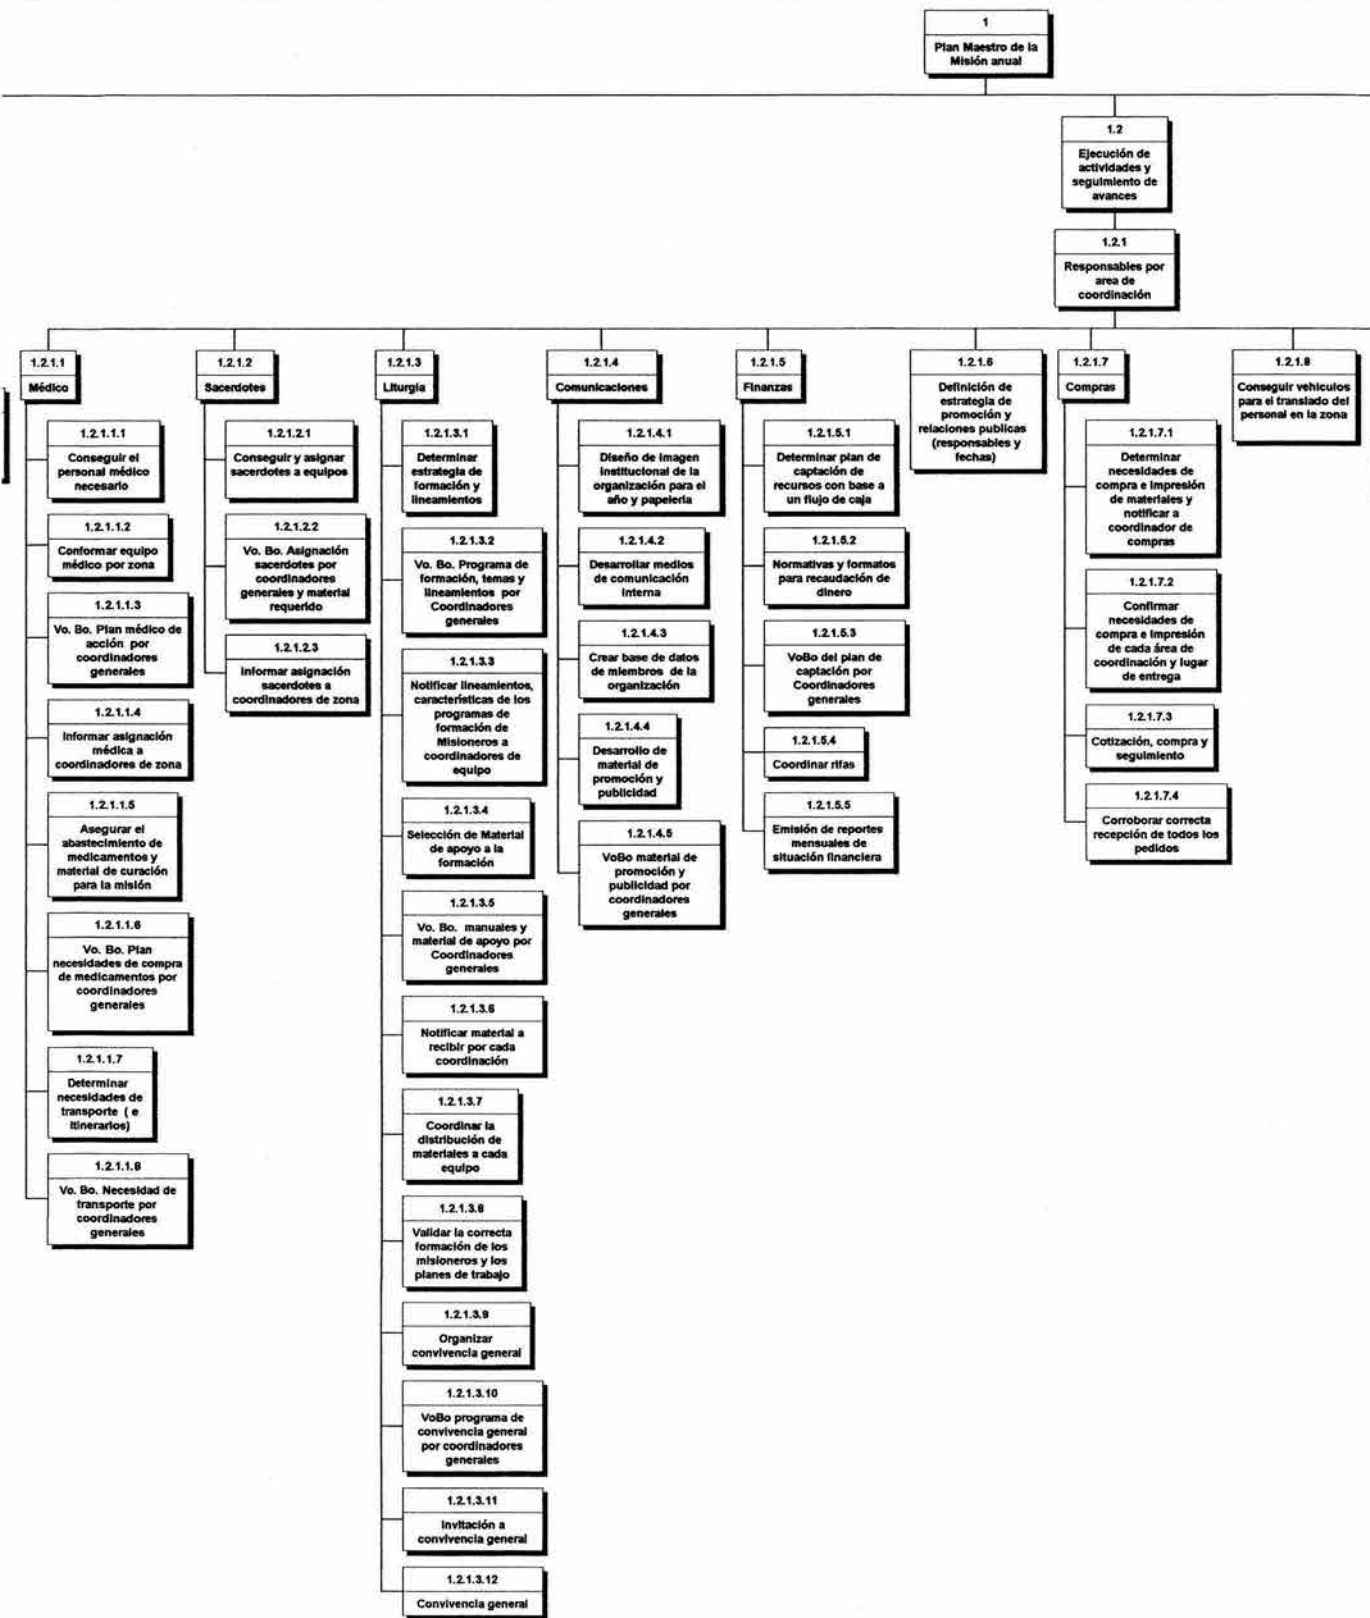 1
Plan Maestro de la
Misión anual
1.2
Ejecución de
actividades y
seguimiento de
avances
1.2.1
Responsables por
area de
coordinación
1.2.1.1
Médico
1.2.1.1.1
Conseguir el
personal médico
necesario
1.2.1.1.2
Conformar equipo
médico por zona
1.2.1.1.3
Vo. Bo. Plan médico de
acción por
coordinadores
generales
1.2.1.1.4
Informar asignación
médica a
coordinadores de zona
1.2.1.1.5
Asegurar el
abastecimiento de
medicamentos y
material de curación
para la misión
1.2.1.1.6
Vo. Bo. Plan
necesidades de compra
de medicamentos por
coordinadores
generales
1.2.1.1.7
Determinar
necesidades de
transporte ( e
itinerarios)
1.2.1.1.8
Vo. Bo. Necesidad de
transporte por
coordinadores
generales
1.2.1.2
Sacerdotes
1.2.1.2.1
Conseguir y asignar
sacerdotes a equipos
1.2.1.2.2
Vo. Bo. Asignación
sacerdotes por
coordinadores
generales y material
requerido
1.2.1.2.3
Informar asignación
sacerdotes a
coordinadores de zona
1.2.1.3
Liturgia
1.2.1.3.1
Determinar
estrategia de
formación y
lineamientos
1.2.1.3.2
Vo. Bo. Programa de
formación, temas y
lineamientos por
Coordinadores
generales
1.2.1.3.3
Notificar lineamientos,
características de los
programas de
formación de
Misioneros a
coordinadores de
equipo
1.2.1.3.4
Selección de Material
de apoyo a la
formación
1.2.1.3.5
Vo. Bo. manuales y
material de apoyo por
Coordinadores
generales
1.2.1.3.6
Notificar material a
recibir por cada
coordinación
1.2.1.3.7
Coordinar la
distribución de
materiales a cada
equipo
1.2.1.3.8
Validar la correcta
formación de los
misioneros y los
planes de trabajo
1.2.1.3.9
Organizar
convivencia general
1.2.1.3.10
VoBo programa de
convivencia general
por coordinadores
generales
1.2.1.3.11
Invitación a
convivencia general
1.2.1.3.12
Convivencia general
1.2.1.4
Comunicaciones
1.2.1.4.1
Diseño de imagen
institucional de la
organización para el
año y papelería
1.2.1.4.2
Desarrollar medios
de comunicación
interna
1.2.1.4.3
Crear base de datos
de miembros de la
organización
1.2.1.4.4
Desarrollo de
material de
promoción y
publicidad
1.2.1.4.5
VoBo material de
promoción y
publicidad por
coordinadores
generales
1.2.1.5
Finanzas
1.2.1.5.1
Determinar plan de
captación de
recursos con base a
un flujo de caja
1.2.1.5.2
Normativas y formatos
para recaudación de
dinero
1.2.1.5.3
VoBo del plan de
captación por
Coordinadores
generales
1.2.1.5.4
Coordinar rifas
1.2.1.5.5
Emisión de reportes
mensuales de
situación financiera
1.2.1.6
Definición de
estrategia de
promoción y
relaciones publicas
(responsables y
fechas)
1.2.1.7
Compras
1.2.1.7.1
Determinar
necesidades de
compra e impresión
de materiales y
notificar a
coordinador de
compras
1.2.1.7.2
Confirmar
necesidades de
compra e impresión
de cada área de
coordinación y lugar
de entrega
1.2.1.7.3
Cotización, compra y
seguimiento
1.2.1.7.4
Corroborar correcta
recepción de todos los
pedidos
1.2.1.8
Conseguir vehículos
para el translado del
personal en la zona